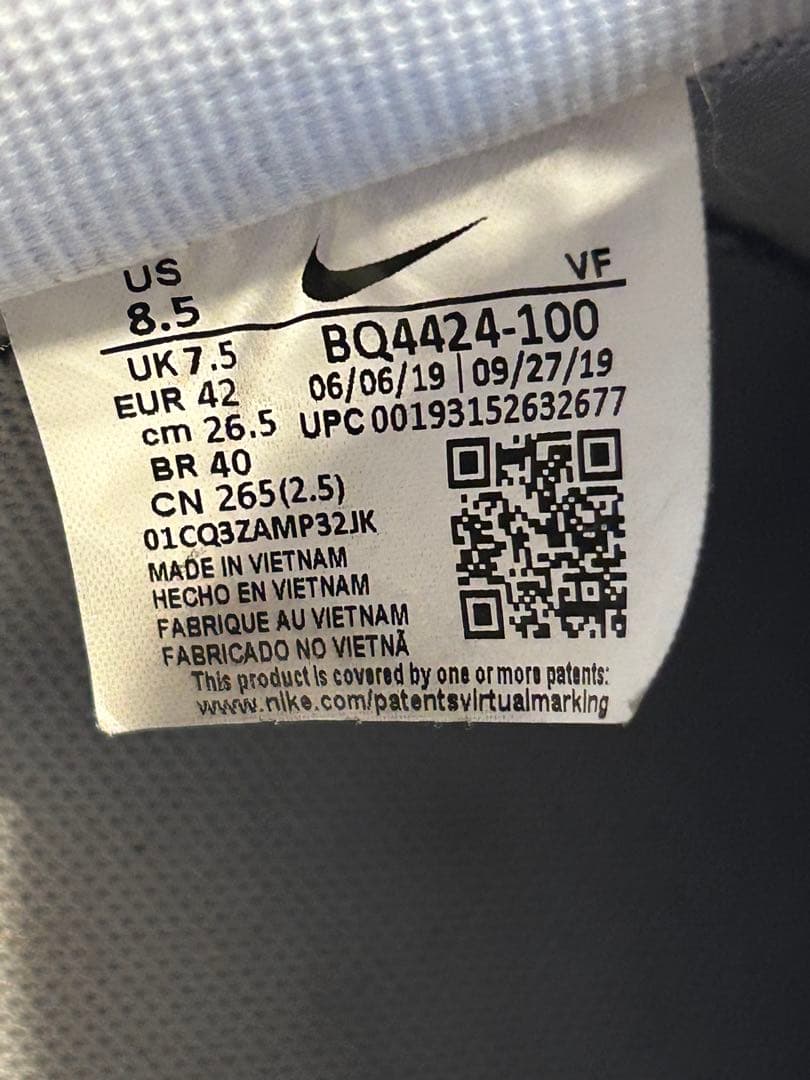 US
8.5
VF
UK 7.5
BQ4424-100
EUR 42
06/06/19 | 09/27/19
cm 26.5
UPC 00193152632677
BR 40
CN 265(2.5)
01CQ3ZAMP32JK
MADE IN VIETNAM
HECHO EN VIETNAM
FABRIQUE AU VIETNAM
FABRICADO NO VIETNÃ
This product is covered by one or more patents:
www.nike.com/patentsvirtualmarking